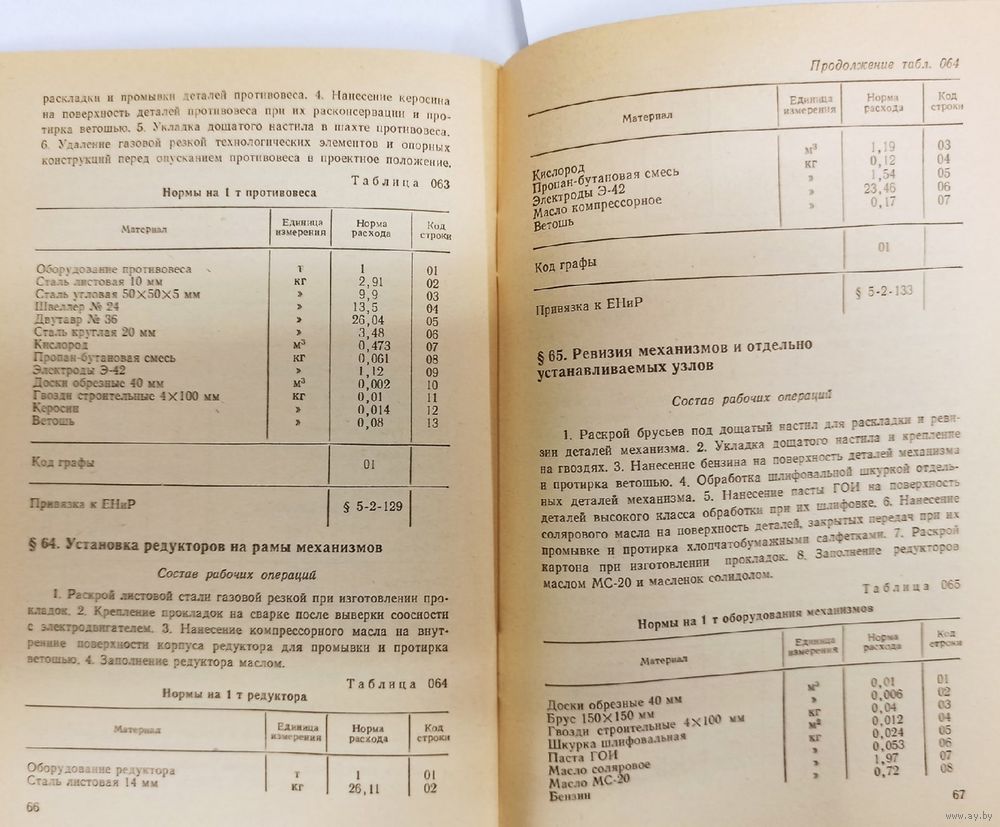 раскладки и промывки деталей противовеса. 4. Нанесение керосина
на поверхность деталей противовеса при их расконсервации и про-
тирка ветошью. 5. Укладка дощатого настила в шахте противовеса.
6. Удаление газовой резкой технологических элементов и опорных
конструкций перед опусканием противовеса в проектное положение.
Таблица 063
Нормы на 1 т противовеса
Материал Единица измерения Норма расхода Код строки
Оборудование противовеса т 1 01
Сталь листовая 10 мм кг 2,91 02
Сталь угловая 50×50×5 мм » 9,9 03
Швеллер № 24 » 13,5 04
Двутавр № 36 » 26,04 05
Сталь круглая 20 мм » 3,48 06
Кислород м³ 0,473 07
Пропан-бутановая смесь кг 0,061 08
Электроды Э-42 » 1,12 09
Доски обрезные 40 мм м³ 0,002 10
Гвозди строительные 4×100 мм кг 0,01 11
Керосин » 0,014 12
Ветошь » 0,08 13
Код графы 01
Привязка к ЕНиР § 5-2-129
§ 64. Установка редукторов на рамы механизмов
Состав рабочих операций
1. Раскрой листовой стали газовой резкой при изготовлении про-
кладок. 2. Крепление прокладок на сварке после выверки соосности
с электродвигателем. 3. Нанесение компрессорного масла на внут-
ренние поверхности корпуса редуктора для промывки и протирка
ветошью. 4. Заполнение редуктора маслом.
Таблица 064
Нормы на 1 т редуктора
Материал Единица измерения Норма расхода Код строки
Оборудование редуктора т 1 01
Сталь листовая 14 мм кг 26,11 02
66
Продолжение табл. 064
Материал Единица измерения Норма расхода Код строки
Кислород м³ 1,19 03
Пропан-бутановая смесь кг 0,12 04
Электроды Э-42 » 1,54 05
Масло компрессорное » 23,46 06
Ветошь » 0,17 07
Код графы 01
Привязка к ЕНиР § 5-2-133
§ 65. Ревизия механизмов и отдельно
устанавливаемых узлов
Состав рабочих операций
1. Раскрой брусьев под дощатый настил для раскладки и реви-
зии деталей механизма. 2. Укладка дощатого настила и крепление
на гвоздях. 3. Нанесение бензина на поверхность деталей механизма
и протирка ветошью. 4. Обработка шлифовальной шкуркой отдель-
ных деталей механизма. 5. Нанесение пасты ГОИ на поверхность
деталей высокого класса обработки при их шлифовке. 6. Нанесение
солярового масла на поверхность деталей, закрытых передач при их
промывке и протирка хлопчатобумажными салфетками. 7. Раскрой
картона при изготовлении прокладок. 8. Заполнение редукторов
маслом МС-20 и масленок солидолом.
Таблица 065
Нормы на 1 т оборудования механизмов
Материал Единица измерения Норма расхода Код строки
Доски обрезные 40 мм м³ 0,01 01
Брус 150×150 мм » 0,006 02
Гвозди строительные 4×100 мм кг 0,04 03
Шкурка шлифовальная м² 0,012 04
Паста ГОИ кг 0,024 05
Масло соляровое » 0,053 06
Масло МС-20 » 1,97 07
Бензин » 0,72 08
67
www.ay.by